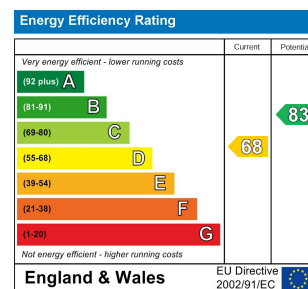 Energy Efficiency Rating
Current Potentia
Very energy efficient - lower running costs
(92 plus) A
(81-91) B
83
(69-80) C
68
(55-68) D
(39-54) E
(21-38) F
(1-20) G
Not energy efficient - higher running costs
England & Wales
EU Directive
2002/91/EC